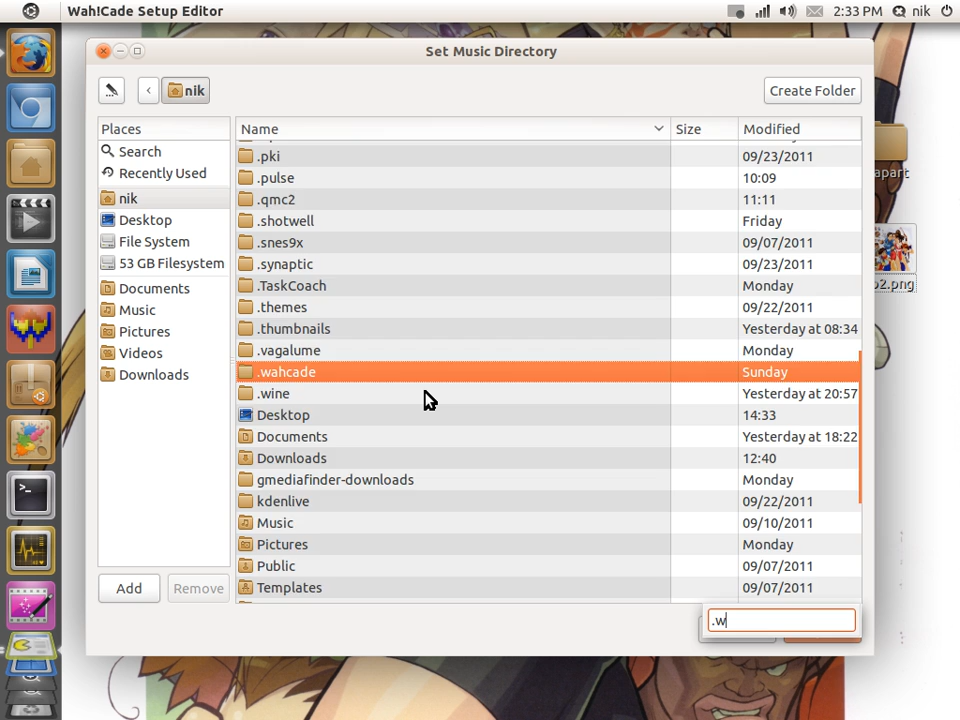 Wah!Cade Setup Editor 2:33 PM nik
Set Music Directory
nik Create Folder
Places Name Size Modified
Search
Recently Used
nik
Desktop
File System
53 GB Filesystem
Documents
Music
Pictures
Videos
Downloads
.pki 09/23/2011
.pulse 10:09
.qmc2 11:11
.shotwell Friday
.snes9x 09/07/2011
.synaptic 09/23/2011
.TaskCoach Monday
.themes 09/22/2011
.thumbnails Yesterday at 08:34
.vagalume Monday
.wahcade Sunday
.wine Yesterday at 20:57
Desktop 14:33
Documents Yesterday at 18:22
Downloads 12:40
gmediafinder-downloads Monday
kdenlive 09/22/2011
Music 09/10/2011
Pictures Monday
Public 09/07/2011
Templates 09/07/2011
Add Remove
.w
apart
o2.png